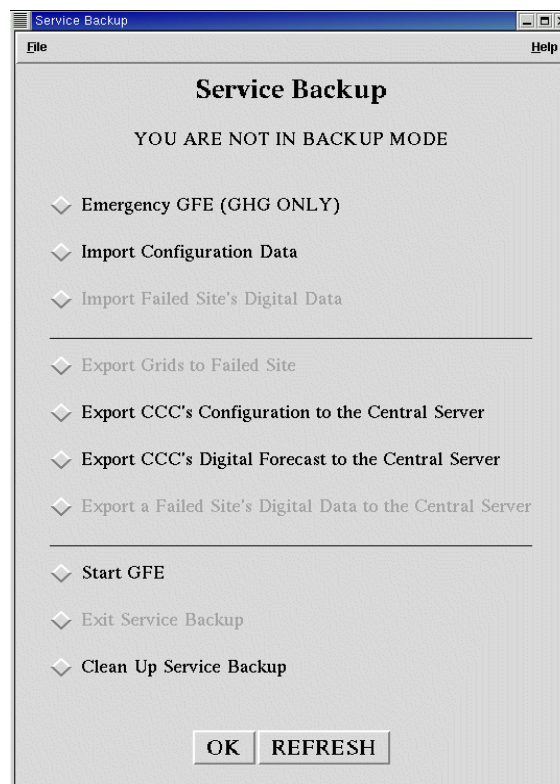 Service Backup
File Help
Service Backup
YOU ARE NOT IN BACKUP MODE
Emergency GFE (GHG ONLY)
Import Configuration Data
Import Failed Site's Digital Data
Export Grids to Failed Site
Export CCC's Configuration to the Central Server
Export CCC's Digital Forecast to the Central Server
Export a Failed Site's Digital Data to the Central Server
Start GFE
Exit Service Backup
Clean Up Service Backup
OK REFRESH